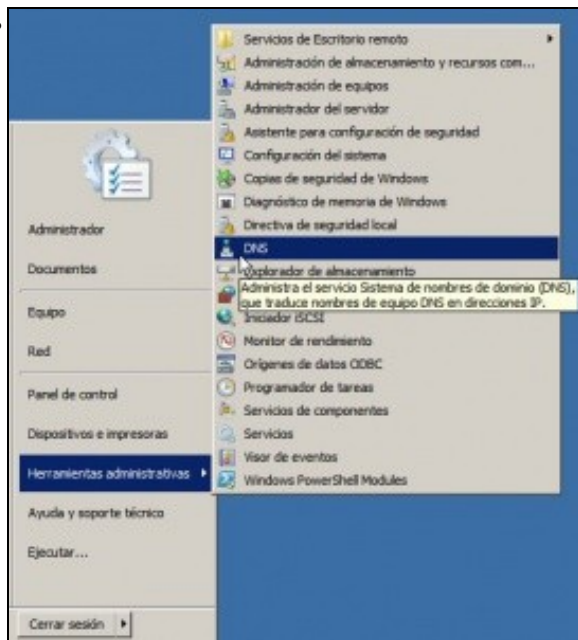 Servicios de Escritorio remoto
Administración de almacenamiento y recursos com...
Administración de equipos
Administrador del servidor
Asistente para configuración de seguridad
Configuración del sistema
Copias de seguridad de Windows
Diagnóstico de memoria de Windows
Directiva de seguridad local
DNS
Explorador de almacenamiento
Administra el servicio Sistema de nombres de dominio (DNS),
que traduce nombres de equipo DNS en direcciones IP.
Iniciador iSCSI
Monitor de rendimiento
Orígenes de datos ODBC
Programador de tareas
Servicios de componentes
Servicios
Visor de eventos
Windows PowerShell Modules
Administrador
Documentos
Equipo
Red
Panel de control
Dispositivos e impresoras
Herramientas administrativas
Ayuda y soporte técnico
Ejecutar...
Cerrar sesión